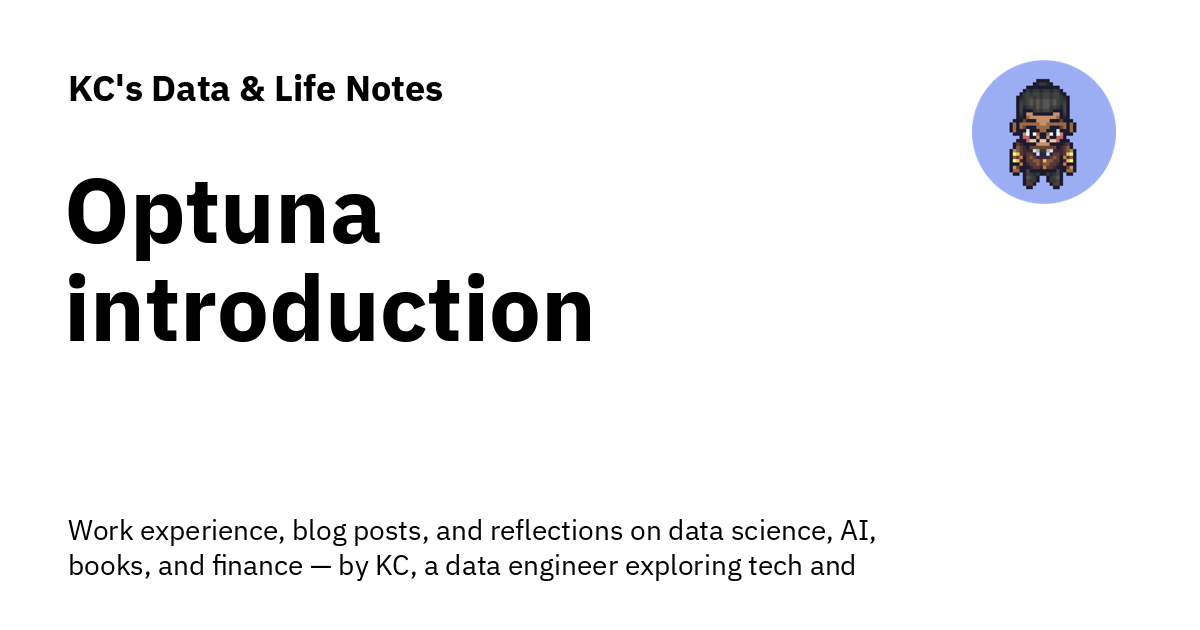 KC's Data & Life Notes
Optuna
introduction
Work experience, blog posts, and reflections on data science, AI,
books, and finance — by KC, a data engineer exploring tech and